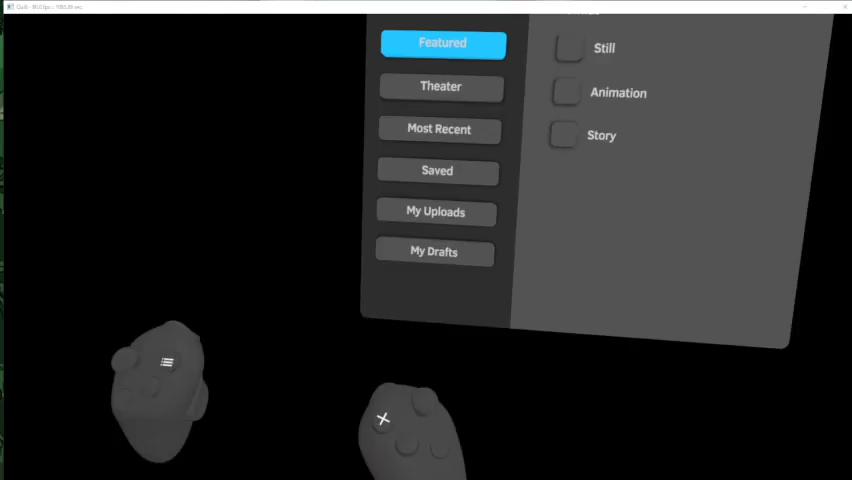 Featured
Theater
Most Recent
Saved
My Uploads
My Drafts
Still
Animation
Story